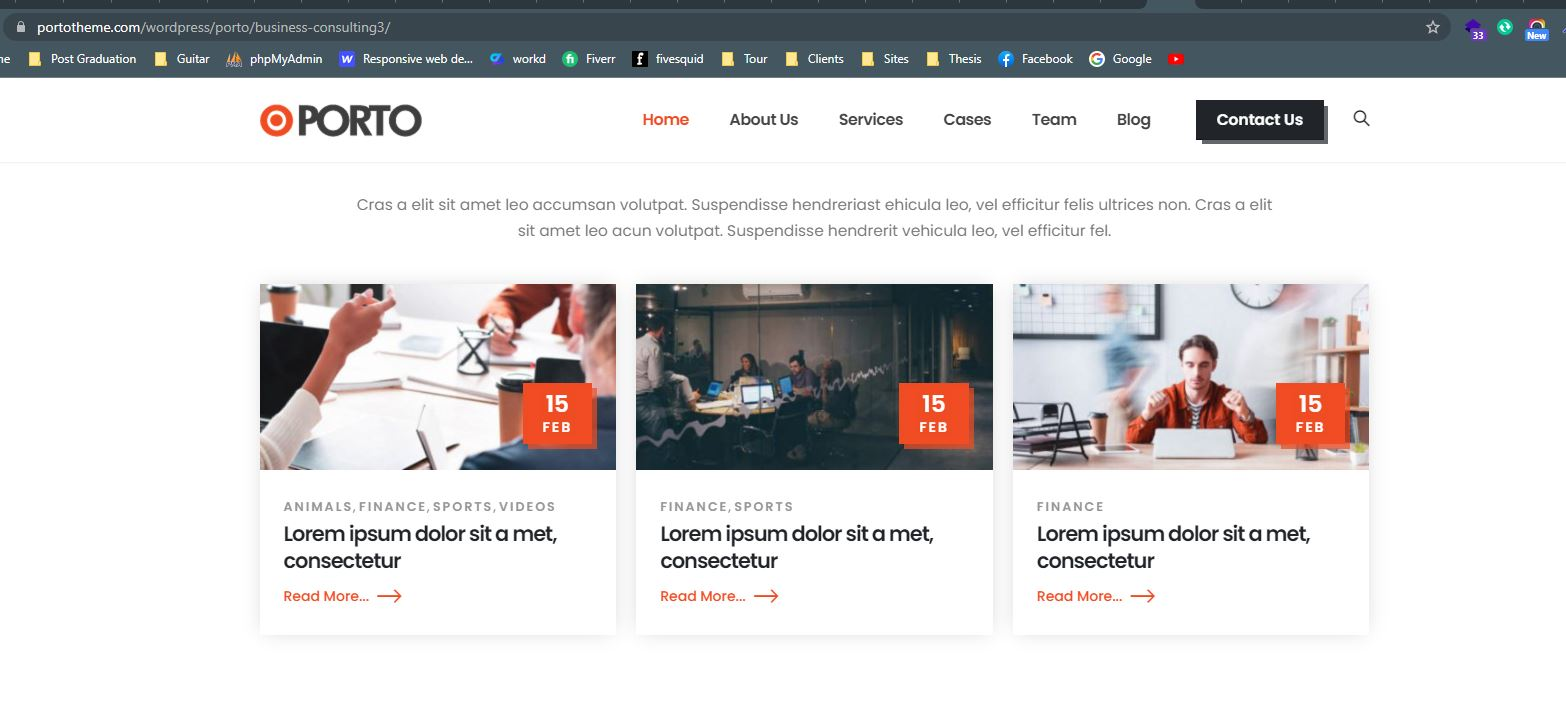 portotheme.com/wordpress/porto/business-consulting3/
33
New
ne Post Graduation Guitar phpMyAdmin Responsive web de... workd Fiverr fivesquid Tour Clients Sites Thesis Facebook Google
PORTO Home About Us Services Cases Team Blog Contact Us
Cras a elit sit amet leo accumsan volutpat. Suspendisse hendreriast ehicula leo, vel efficitur felis ultrices non. Cras a elit
sit amet leo acun volutpat. Suspendisse hendrerit vehicula leo, vel efficitur fel.
15
FEB
ANIMALS, FINANCE, SPORTS, VIDEOS
Lorem ipsum dolor sit a met,
consectetur
Read More...
15
FEB
FINANCE, SPORTS
Lorem ipsum dolor sit a met,
consectetur
Read More...
15
FEB
FINANCE
Lorem ipsum dolor sit a met,
consectetur
Read More...